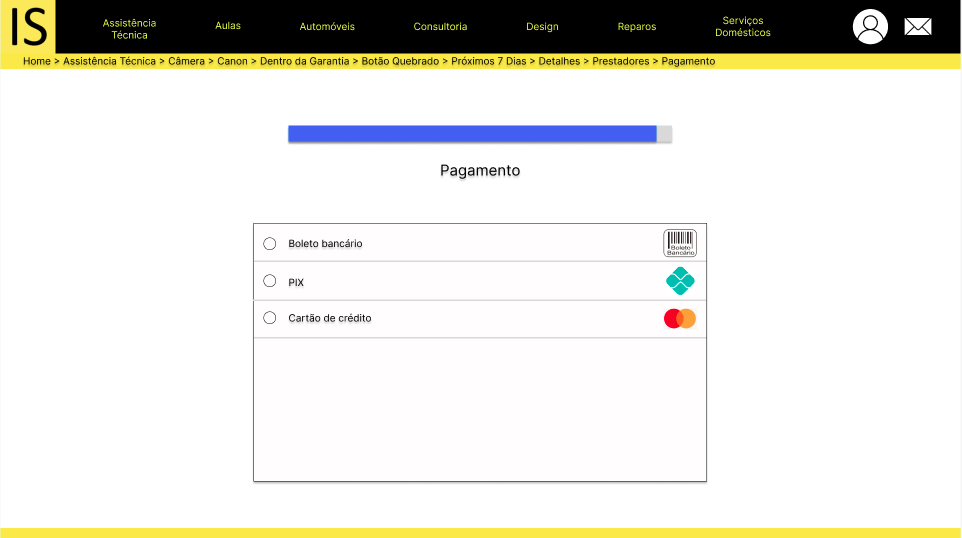 IS
Assistência
Técnica
Aulas
Automóveis
Consultoria
Design
Reparos
Serviços
Domésticos
Home > Assistência Técnica > Câmera > Canon > Dentro da Garantia > Botão Quebrado > Próximos 7 Dias > Detalhes > Prestadores > Pagamento
Pagamento
Boleto bancário
Boleto
Bancário
PIX
Cartão de crédito